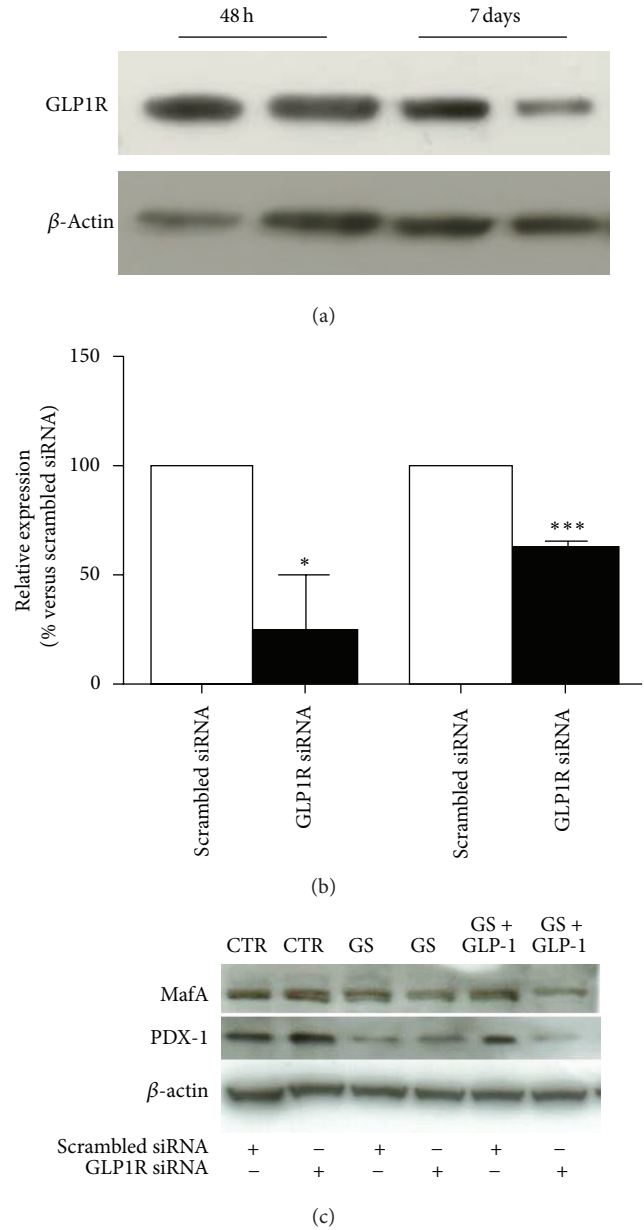 48 h 7 days
GLP1R
β-Actin
(a)
150
100
50
0
Relative expression
(% versus scrambled siRNA)
*
***
Scrambled siRNA
GLP1R siRNA
Scrambled siRNA
GLP1R siRNA
(b)
CTR CTR GS GS GS + GLP-1 GS + GLP-1
MafA
PDX-1
β-actin
Scrambled siRNA + − + − + −
GLP1R siRNA − + − + − +
(c)